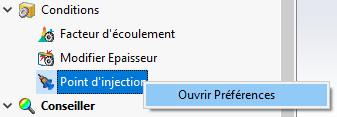 Conditions
Facteur d'écoulement
Modifier Epaisseur
Point d'injection
Ouvrir Préférences
Conseiller